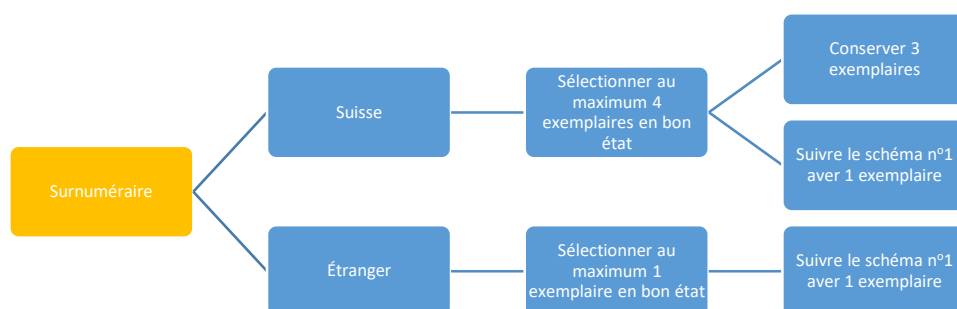 Conserver 3
exemplaires
Suisse
Sélectionner au
maximum 4
exemplaires en bon
état
Suivre le schéma nº1
aver 1 exemplaire
Surnuméraire
Étranger
Sélectionner au
maximum 1
exemplaire en bon état
Suivre le schéma nº1
aver 1 exemplaire